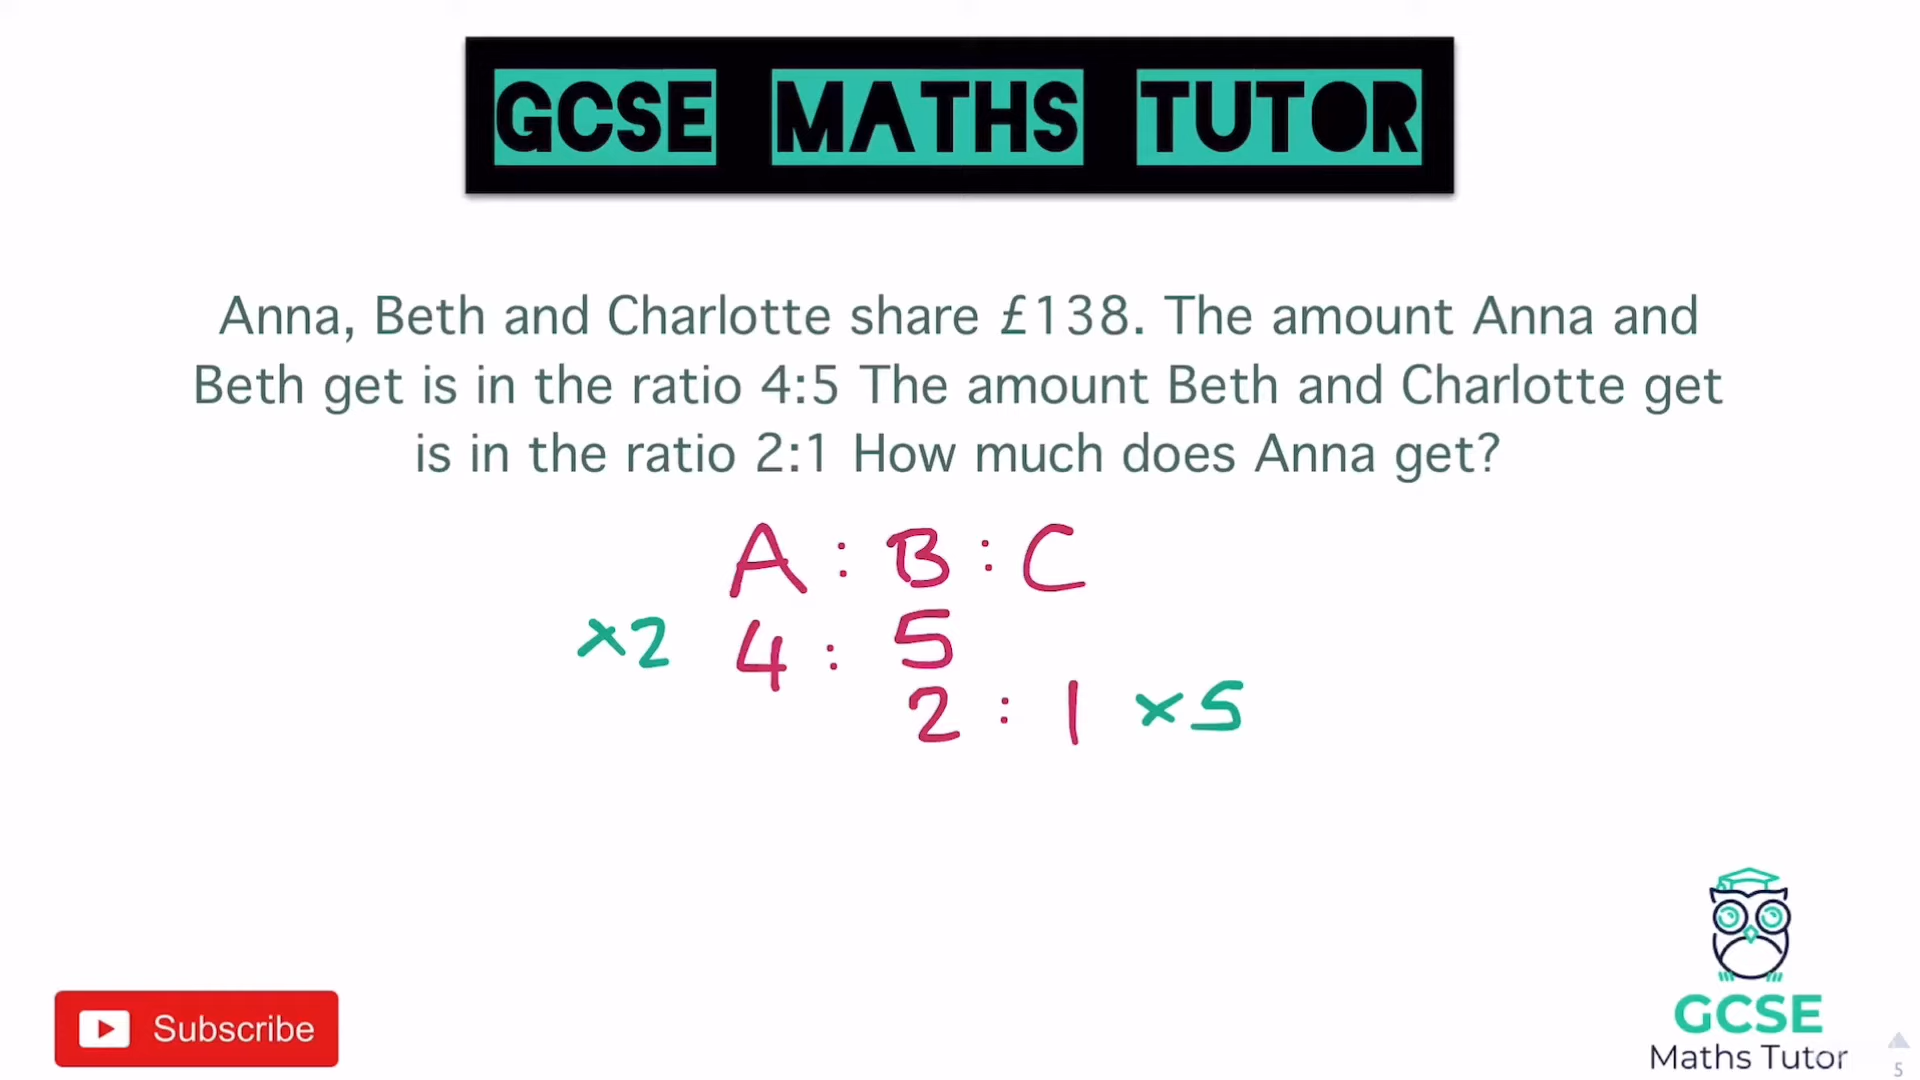 GCSE MATHS TUTOR
Anna, Beth and Charlotte share £138. The amount Anna and
Beth get is in the ratio 4:5 The amount Beth and Charlotte get
is in the ratio 2:1 How much does Anna get?
A : B : C
×2 4 : 5
2 : 1 ×5
Subscribe
GCSE
Maths Tutor
5